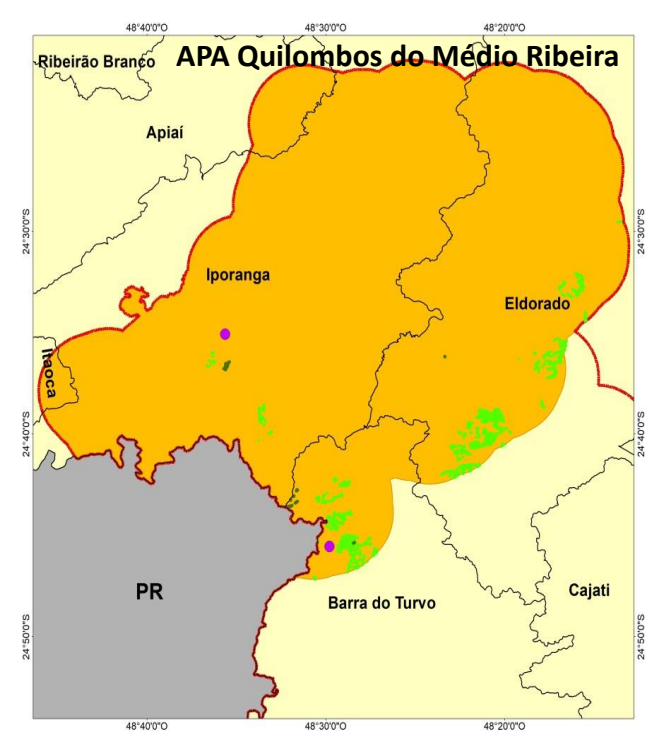 48°40'0"O 48°30'0"O 48°20'0"O
APA Quilombos do Médio Ribeira
Ribeirão Branco
Apiaí
24°30'0"S 24°30'0"S
Iporanga
Eldorado
Itaoca
24°40'0"S 24°40'0"S
PR
Barra do Turvo
Cajati
24°50'0"S 24°50'0"S
48°40'0"O 48°30'0"O 48°20'0"O